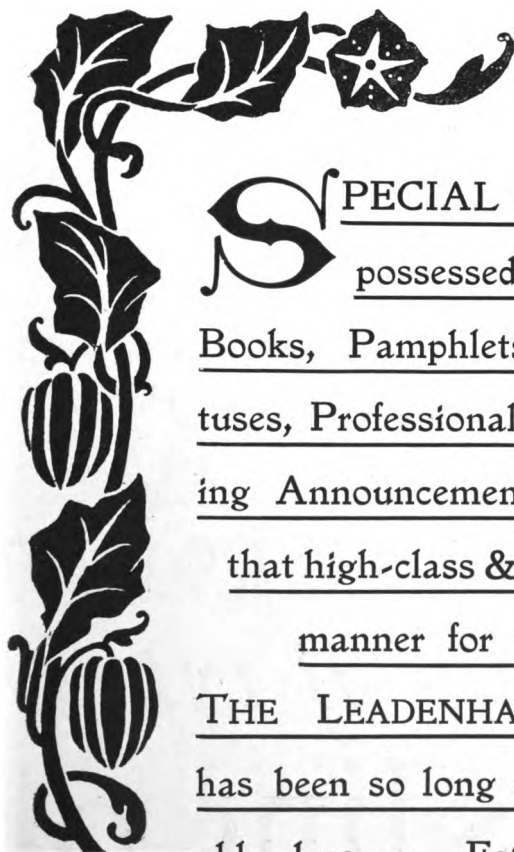 SPECIAL
possessed
Books, Pamphlets
tuses, Professional
ing Announcemen
that high-class &
manner for
THE LEADENHA
has been so long